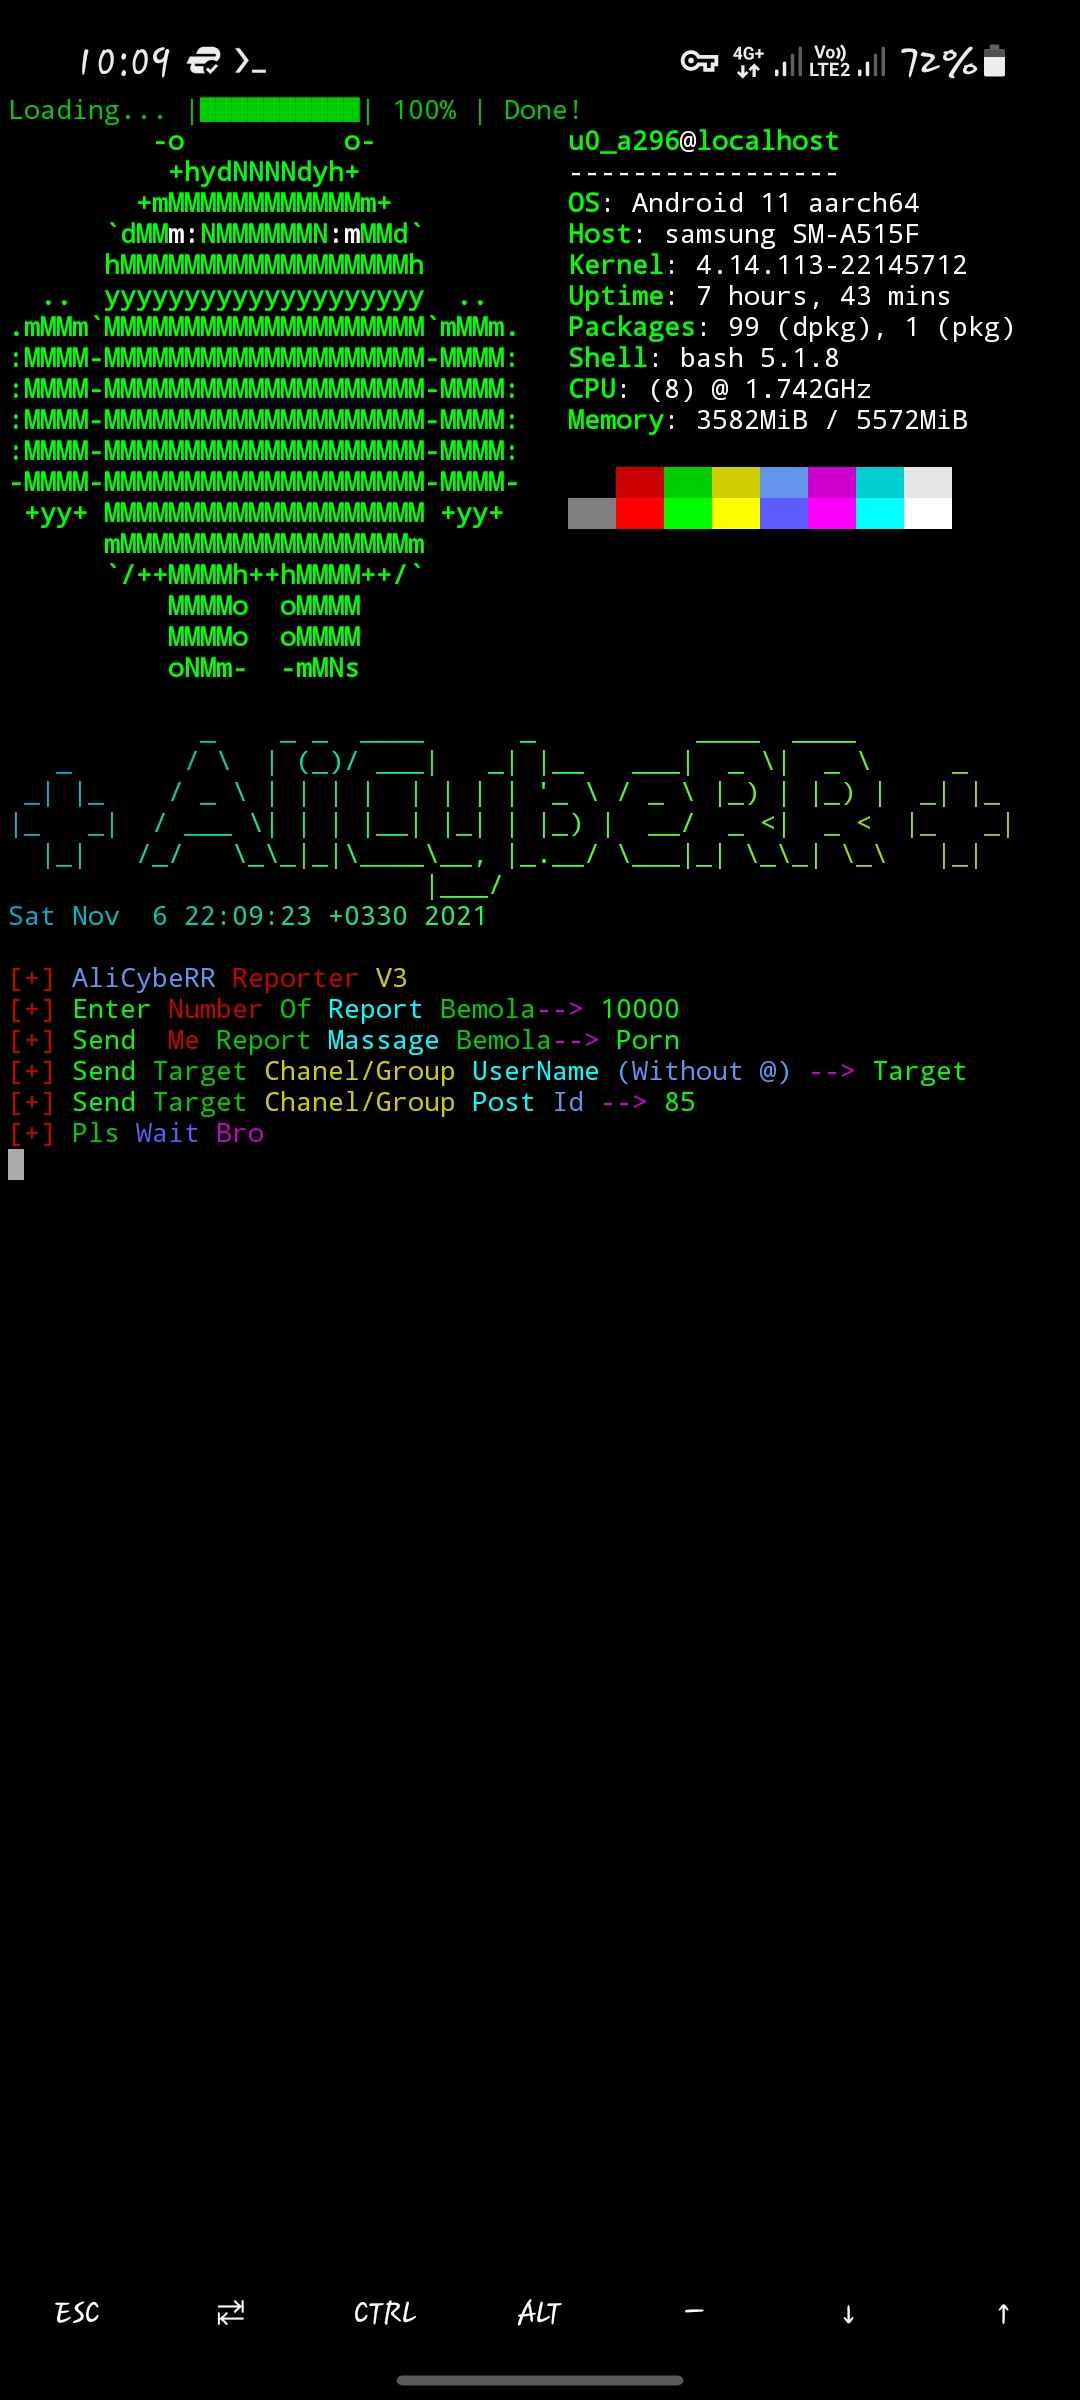 10:09 >_ 4G+ Vo)) LTE2 72%
Loading... |██████████| 100% | Done!
         -o          o-            u0_a296@localhost
          +hydNNNNdyh+             -----------------
        +mMMMMMMMMMMMMm+           OS: Android 11 aarch64
      `dMMm:NMMMMMMN:mMMd`         Host: samsung SM-A515F
      hMMMMMMMMMMMMMMMMMMh         Kernel: 4.14.113-22145712
  ..  yyyyyyyyyyyyyyyyyyyy  ..     Uptime: 7 hours, 43 mins
.mMMm`MMMMMMMMMMMMMMMMMMMM`mMMm.   Packages: 99 (dpkg), 1 (pkg)
:MMMM-MMMMMMMMMMMMMMMMMMMM-MMMM:   Shell: bash 5.1.8
:MMMM-MMMMMMMMMMMMMMMMMMMM-MMMM:   CPU: (8) @ 1.742GHz
:MMMM-MMMMMMMMMMMMMMMMMMMM-MMMM:   Memory: 3582MiB / 5572MiB
:MMMM-MMMMMMMMMMMMMMMMMMMM-MMMM:
-MMMM-MMMMMMMMMMMMMMMMMMMM-MMMM-
 +yy+ MMMMMMMMMMMMMMMMMMMM +yy+
      mMMMMMMMMMMMMMMMMMMm
      `/++MMMMh++hMMMM++/`
          MMMMo  oMMMM
          MMMMo  oMMMM
          oNMm-  -mMNs
+ AliCybeRR +
Sat Nov  6 22:09:23 +0330 2021
[+] AliCybeRR Reporter V3
[+] Enter Number Of Report Bemola--> 10000
[+] Send  Me Report Massage Bemola--> Porn
[+] Send Target Chanel/Group UserName (Without @) --> Target
[+] Send Target Chanel/Group Post Id --> 85
[+] Pls Wait Bro
ESC ⇄ CTRL ALT — ↓ ↑